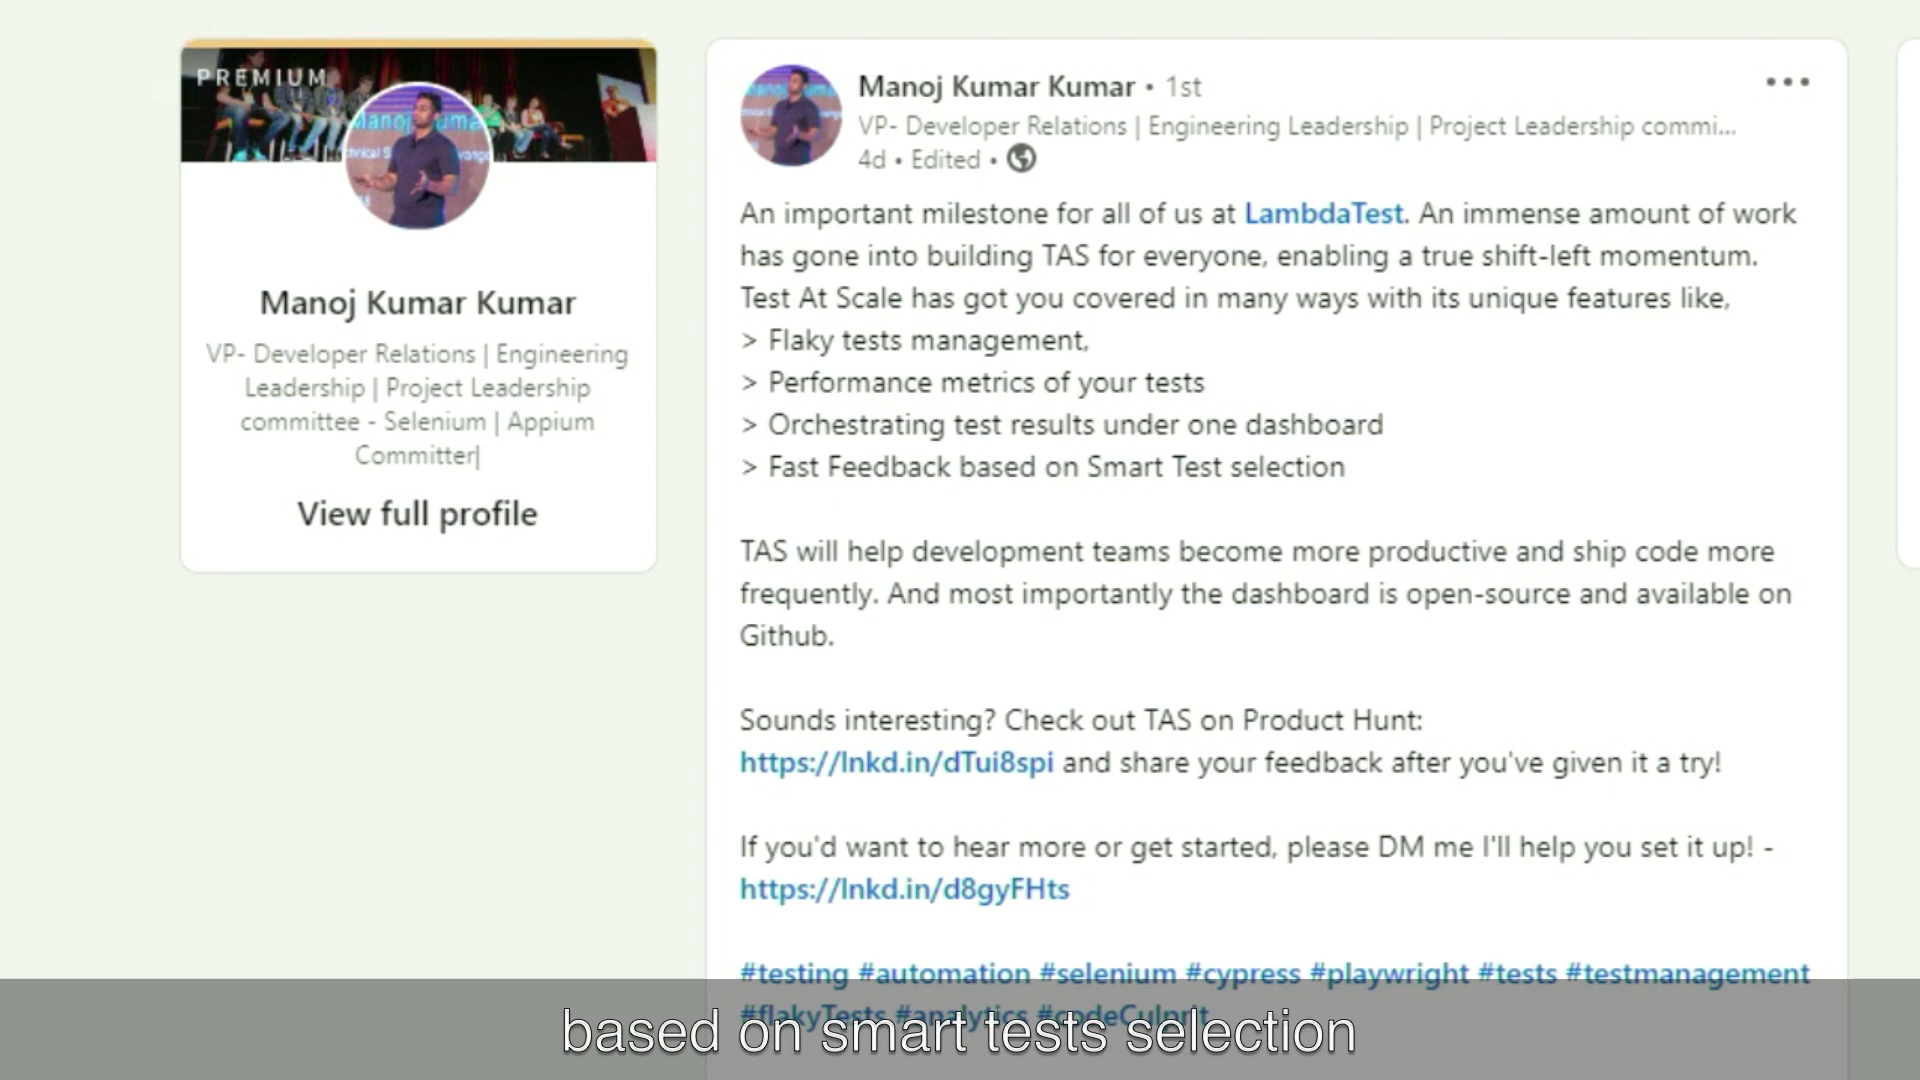 PREMIUM
Manoj Kumar Kumar
VP- Developer Relations | Engineering
Leadership | Project Leadership
committee - Selenium | Appium
Committer|
View full profile
Manoj Kumar Kumar • 1st
VP- Developer Relations | Engineering Leadership | Project Leadership commi...
4d • Edited •
An important milestone for all of us at LambdaTest. An immense amount of work
has gone into building TAS for everyone, enabling a true shift-left momentum.
Test At Scale has got you covered in many ways with its unique features like,
> Flaky tests management,
> Performance metrics of your tests
> Orchestrating test results under one dashboard
> Fast Feedback based on Smart Test selection
TAS will help development teams become more productive and ship code more
frequently. And most importantly the dashboard is open-source and available on
Github.
Sounds interesting? Check out TAS on Product Hunt:
https://lnkd.in/dTui8spi and share your feedback after you've given it a try!
If you'd want to hear more or get started, please DM me I'll help you set it up! -
https://lnkd.in/d8gyFHts
#testing #automation #selenium #cypress #playwright #tests #testmanagement
#flakyTests #analytics #codeCulprit
based on smart tests selection